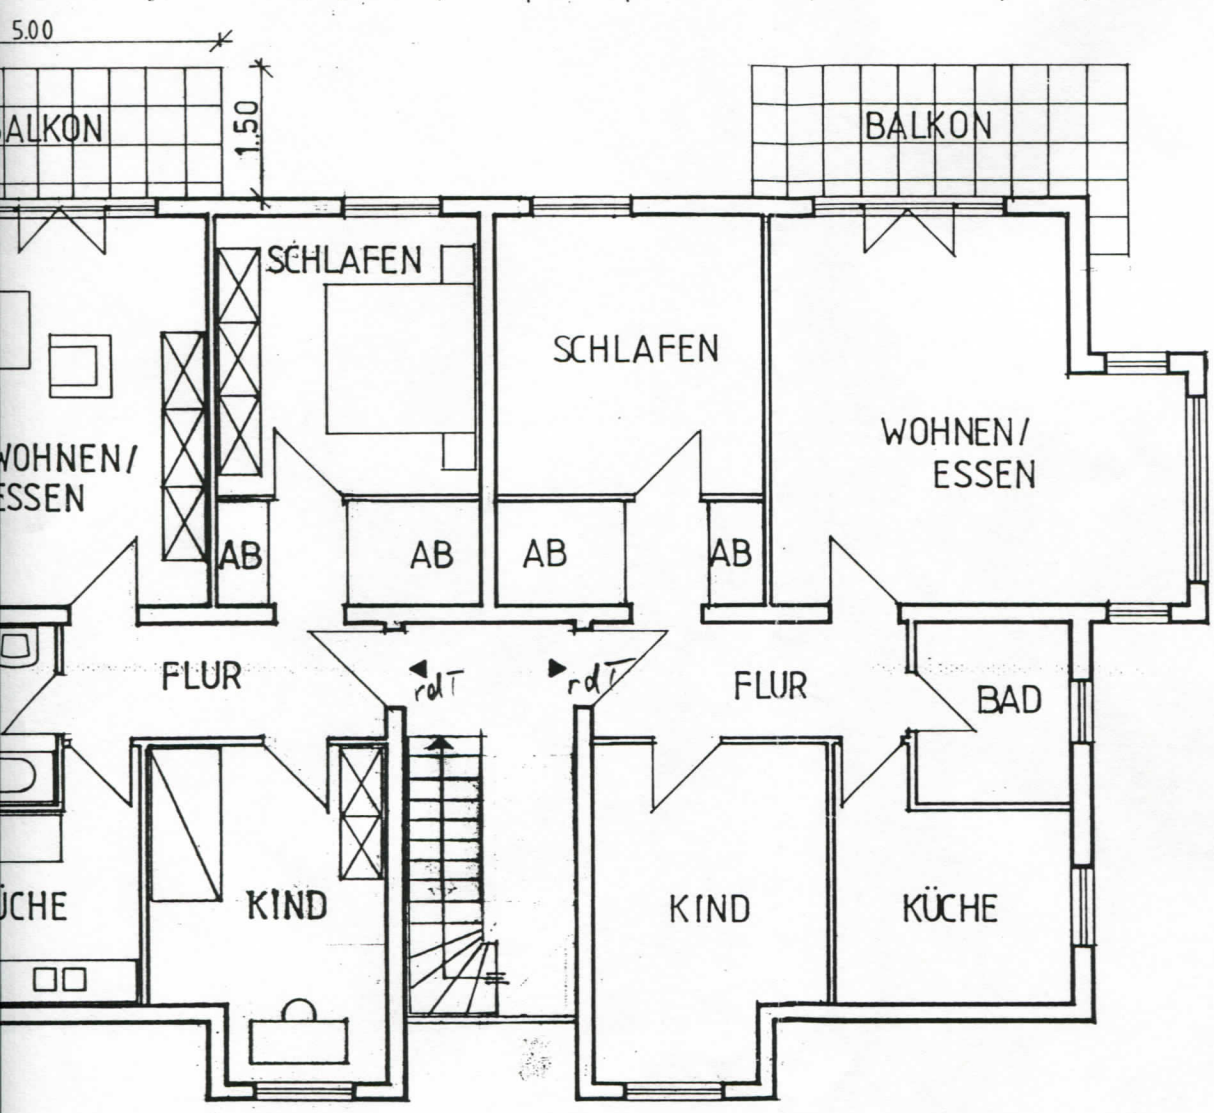 5.00
1.50
ALKON
BALKON
SCHLAFEN
SCHLAFEN
WOHNEN/
ESSEN
WOHNEN/
ESSEN
AB
AB
AB
AB
FLUR
rdT
rdT
FLUR
BAD
ÜCHE
KIND
KIND
KÜCHE